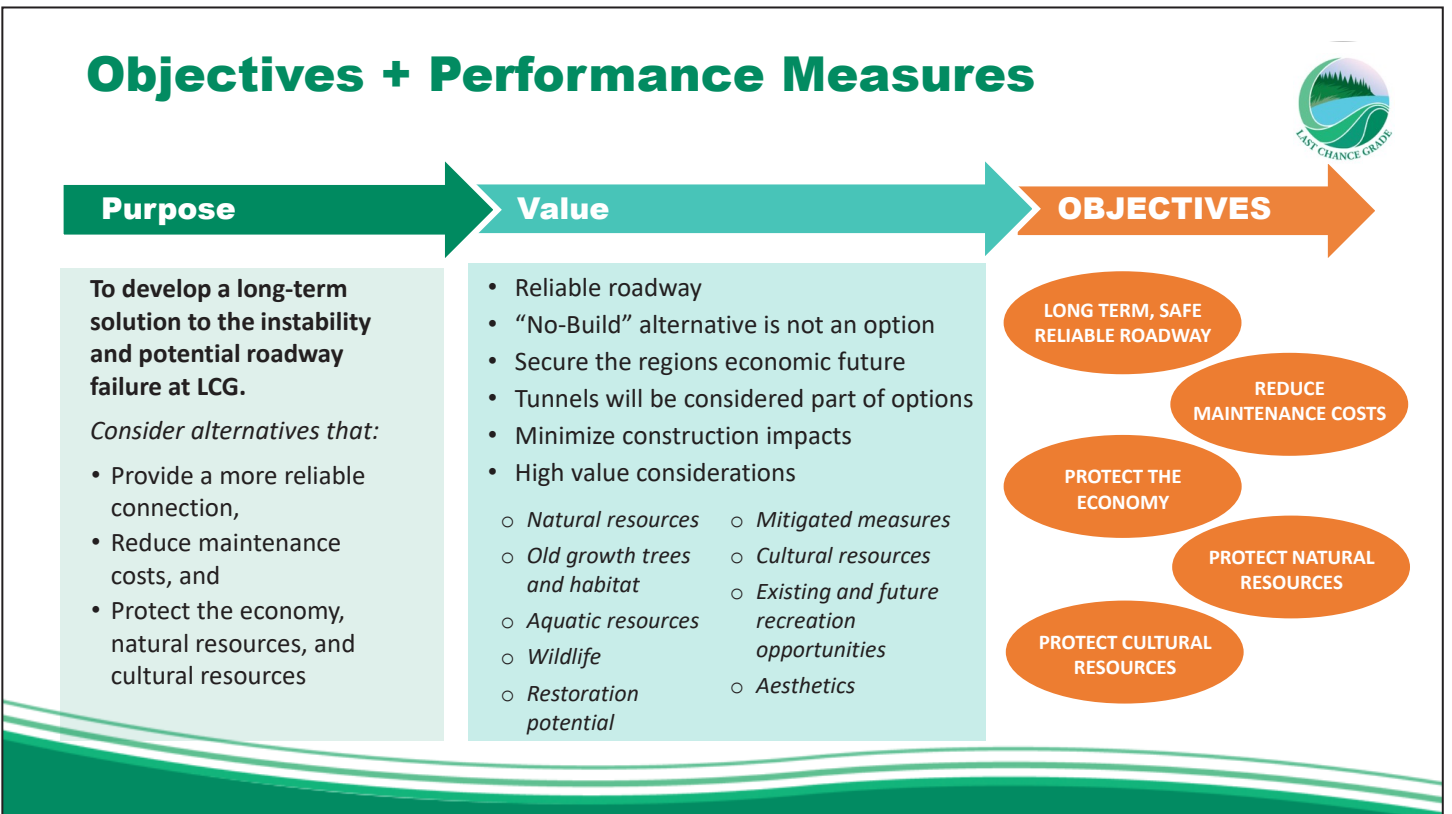 Objectives + Performance Measures
LAST CHANCE GRADE
Purpose
To develop a long-term
solution to the instability
and potential roadway
failure at LCG.
Consider alternatives that:
• Provide a more reliable
connection,
• Reduce maintenance
costs, and
• Protect the economy,
natural resources, and
cultural resources
Value
• Reliable roadway
• “No-Build” alternative is not an option
• Secure the regions economic future
• Tunnels will be considered part of options
• Minimize construction impacts
• High value considerations
o Natural resources
o Old growth trees
and habitat
o Aquatic resources
o Wildlife
o Restoration
potential
o Mitigated measures
o Cultural resources
o Existing and future
recreation
opportunities
o Aesthetics
OBJECTIVES
LONG TERM, SAFE
RELIABLE ROADWAY
REDUCE
MAINTENANCE COSTS
PROTECT THE
ECONOMY
PROTECT NATURAL
RESOURCES
PROTECT CULTURAL
RESOURCES